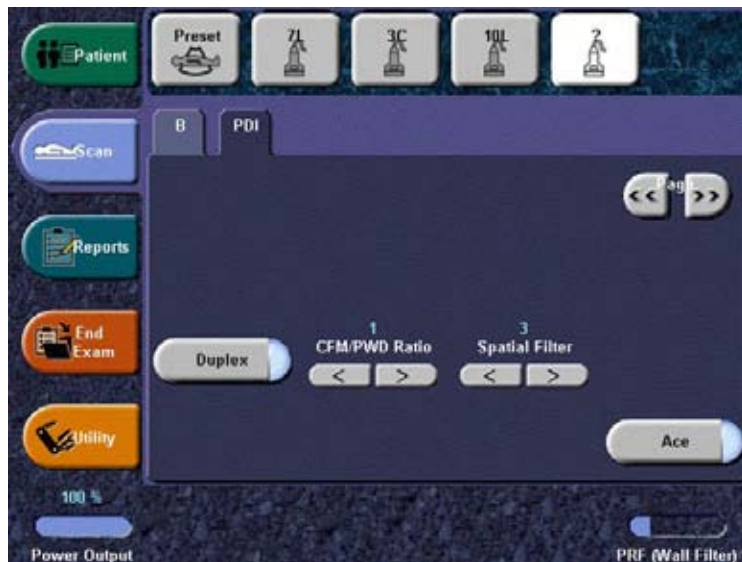 Patient
Preset
7L
3C
10L
?
Scan
B
PDI
Page
<< >>
Reports
End
Exam
Duplex
1
CFM/PWD Ratio
< >
3
Spatial Filter
< >
Utility
Ace
100 %
Power Output
PRF (Wall Filter)